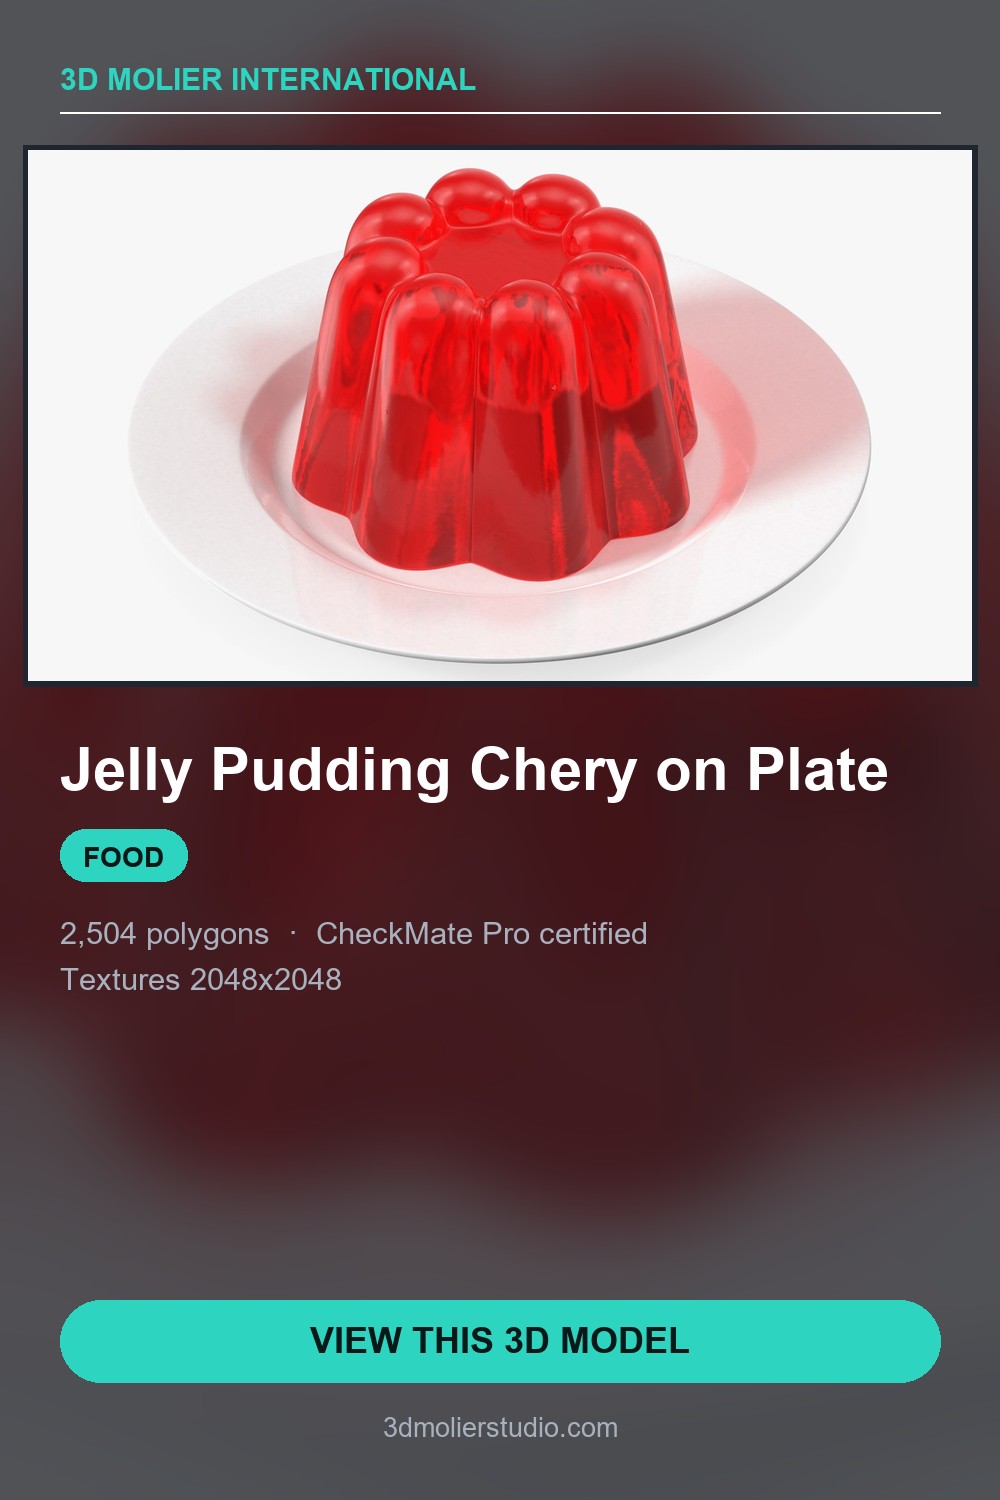 3D MOLIER INTERNATIONAL
Jelly Pudding Chery on Plate
FOOD
2,504 polygons · CheckMate Pro certified
Textures 2048x2048
VIEW THIS 3D MODEL
3dmolierstudio.com